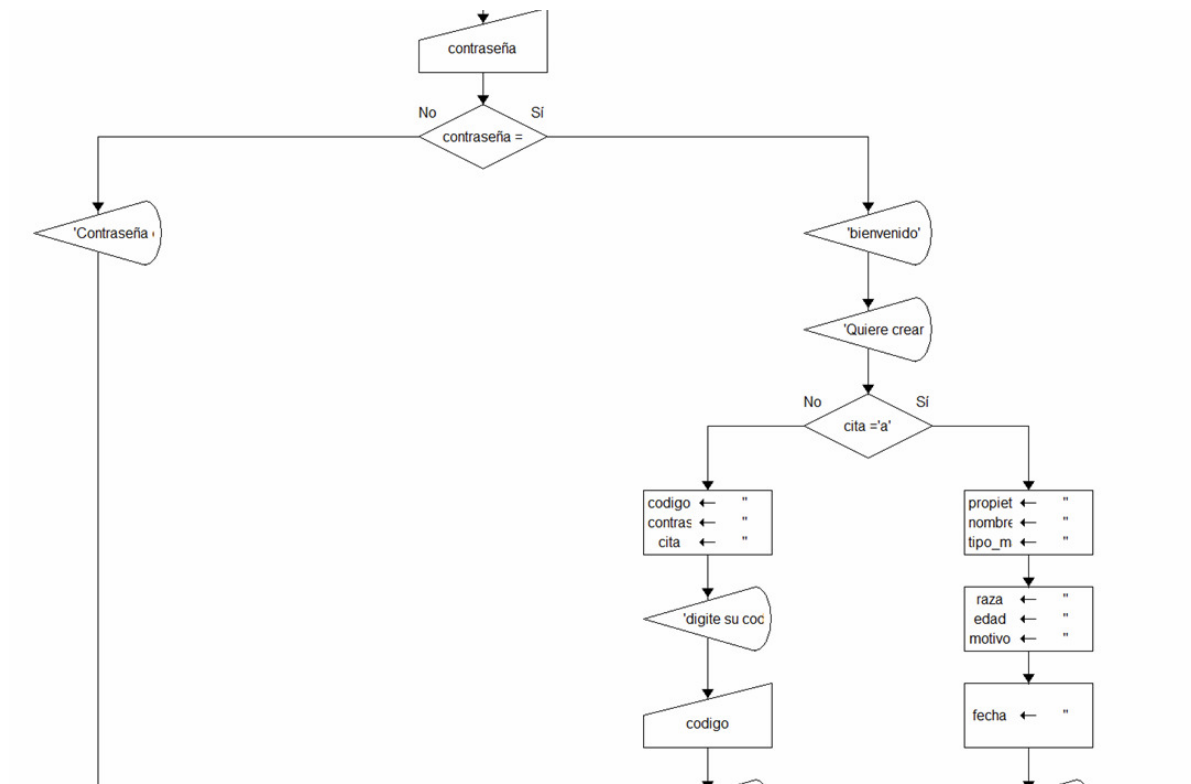 contraseña
No
Sí
contraseña =
'Contraseña
'bienvenido'
'Quiere crear
No
Sí
cita ='a'
codigo ← "
contras ← "
cita ← "
propiet ← "
nombre ← "
tipo_m ← "
'digite su coc
raza ← "
edad ← "
motivo ← "
codigo
fecha ← "